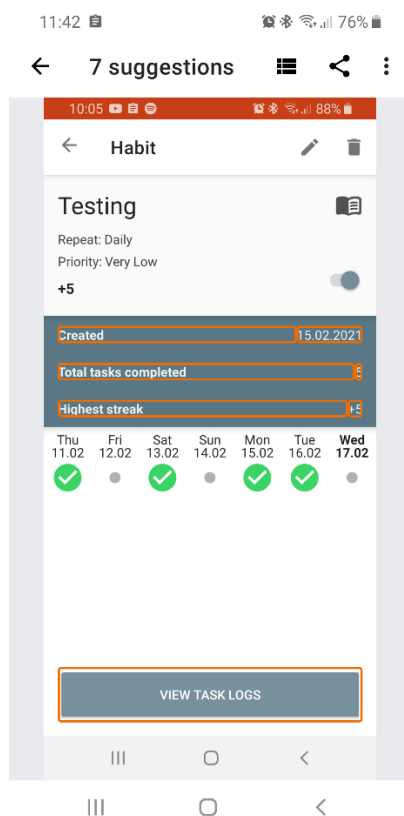 11:42 76%
7 suggestions
10:05 88%
Habit
Testing
Repeat: Daily
Priority: Very Low
+5
Created 15.02.2021
Total tasks completed 5
Highest streak +5
Thu Fri Sat Sun Mon Tue Wed
11.02 12.02 13.02 14.02 15.02 16.02 17.02
VIEW TASK LOGS